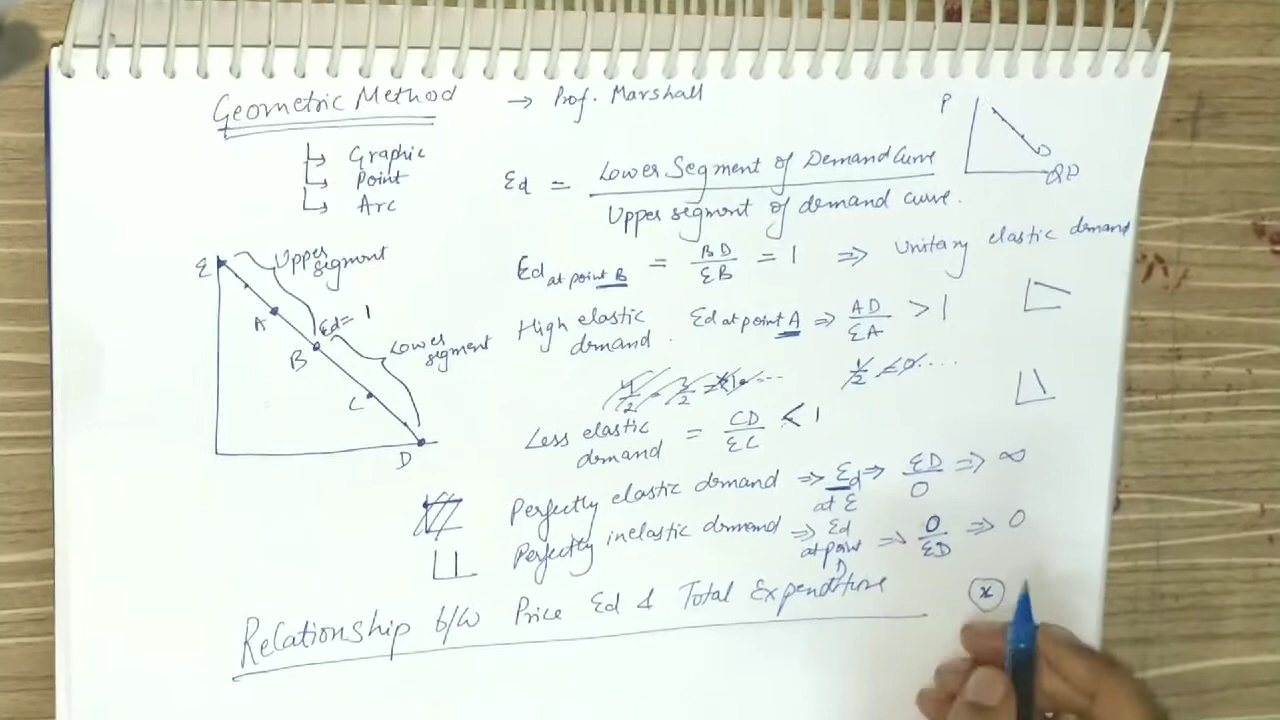 Geometric Method → Prof. Marshall
Graphic
Point
Arc
Ed = Lower Segment of Demand Curve
Upper segment of demand curve.
P
D
QD
E
Upper segment
A
Ed = 1
B
Lower segment
C
D
Ed at point B = BD/EB = 1 ⇒ Unitary elastic demand
High elastic demand. Ed at point A ⇒ AD/EA > 1
Less elastic demand = CD/EC < 1
Perfectly elastic demand ⇒ Ed at E ⇒ ED/0 ⇒ ∞
Perfectly inelastic demand ⇒ Ed at point D ⇒ 0/ED ⇒ 0
Relationship b/w Price Ed & Total Expenditure
x